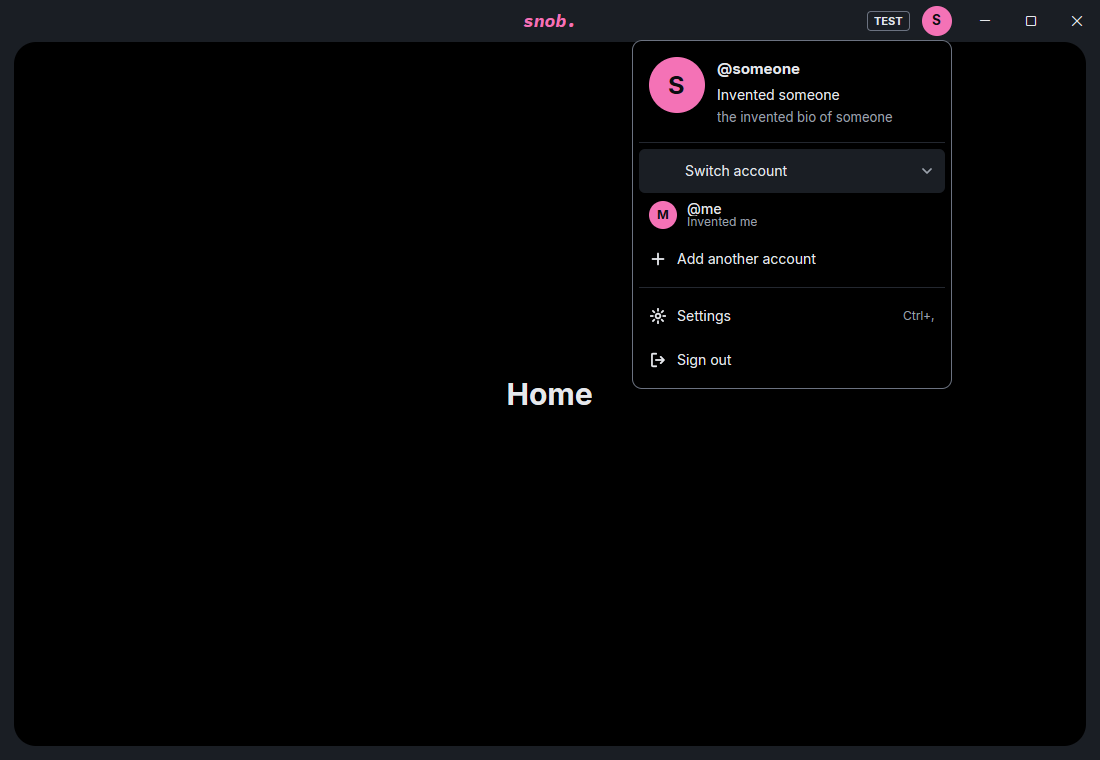 snob.
TEST
S
S
@someone
Invented someone
the invented bio of someone
Switch account
M
@me
Invented me
Add another account
Settings
Ctrl+,
Sign out
Home